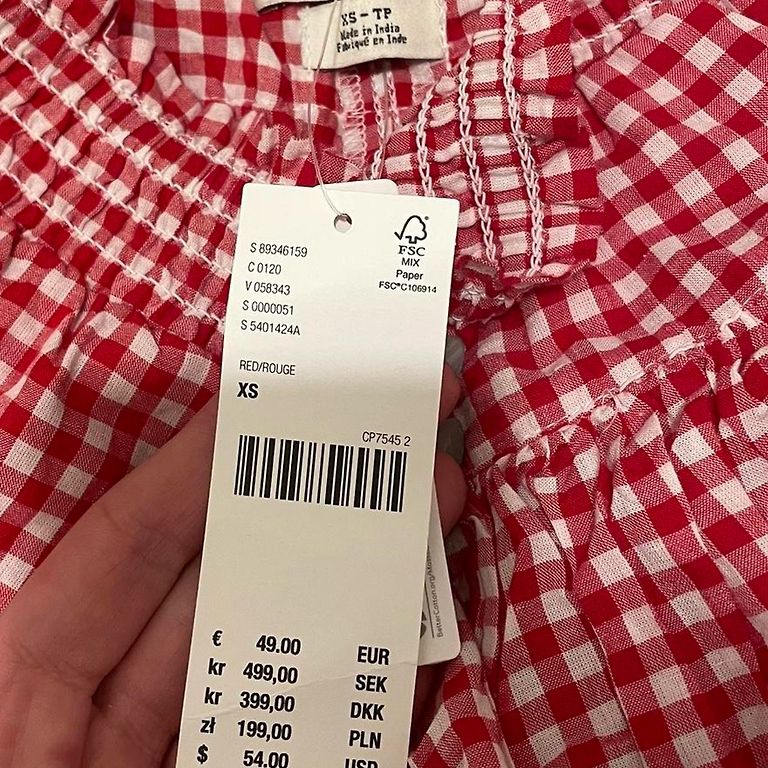 XS - TP
Made in India
Fabriqué en Inde
S 89346159
C 0120
V 058343
S 0000051
S 5401424A
FSC
MIX
Paper
FSC® C106914
RED/ROUGE
XS
CP7545 2
€ 49.00 EUR
kr 499,00 SEK
kr 399,00 DKK
zł 199,00 PLN
$ 54.00 USD